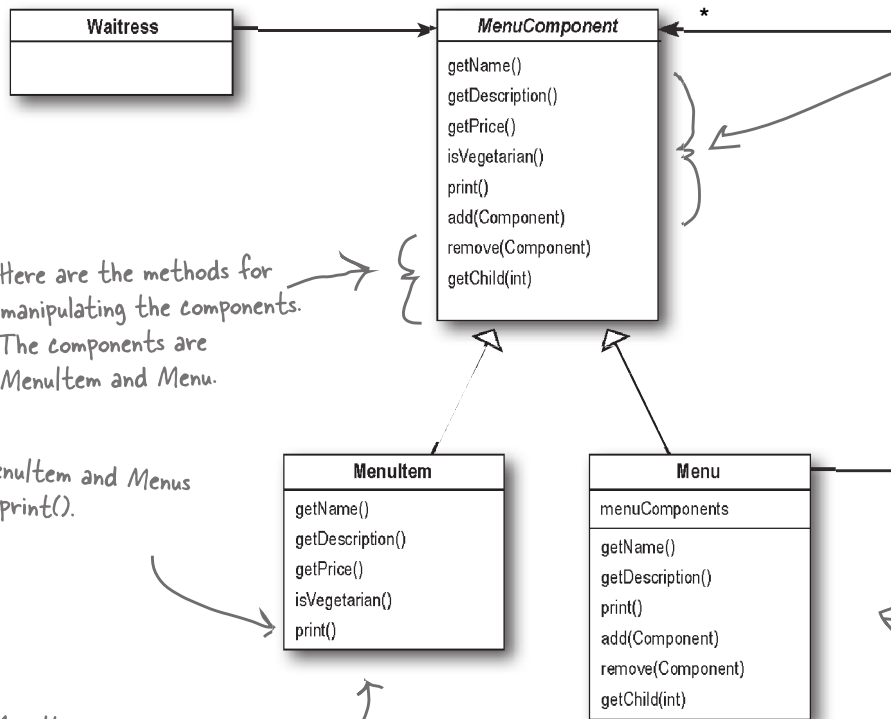 Waitress
MenuComponent
*
getName()
getDescription()
getPrice()
isVegetarian()
print()
add(Component)
remove(Component)
getChild(int)
Here are the methods for
manipulating the components.
The components are
MenuItem and Menu.
and Menus
print().
MenuItem
getName()
getDescription()
getPrice()
isVegetarian()
print()
Menu
menuComponents
getName()
getDescription()
print()
add(Component)
remove(Component)
getChild(int)